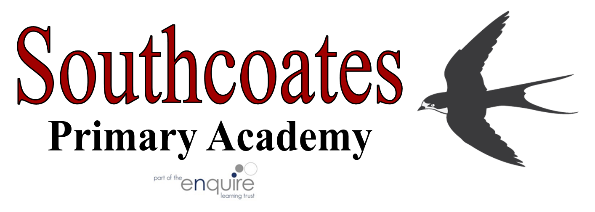 Southcoates
Primary Academy
part of the
enquire
learning trust